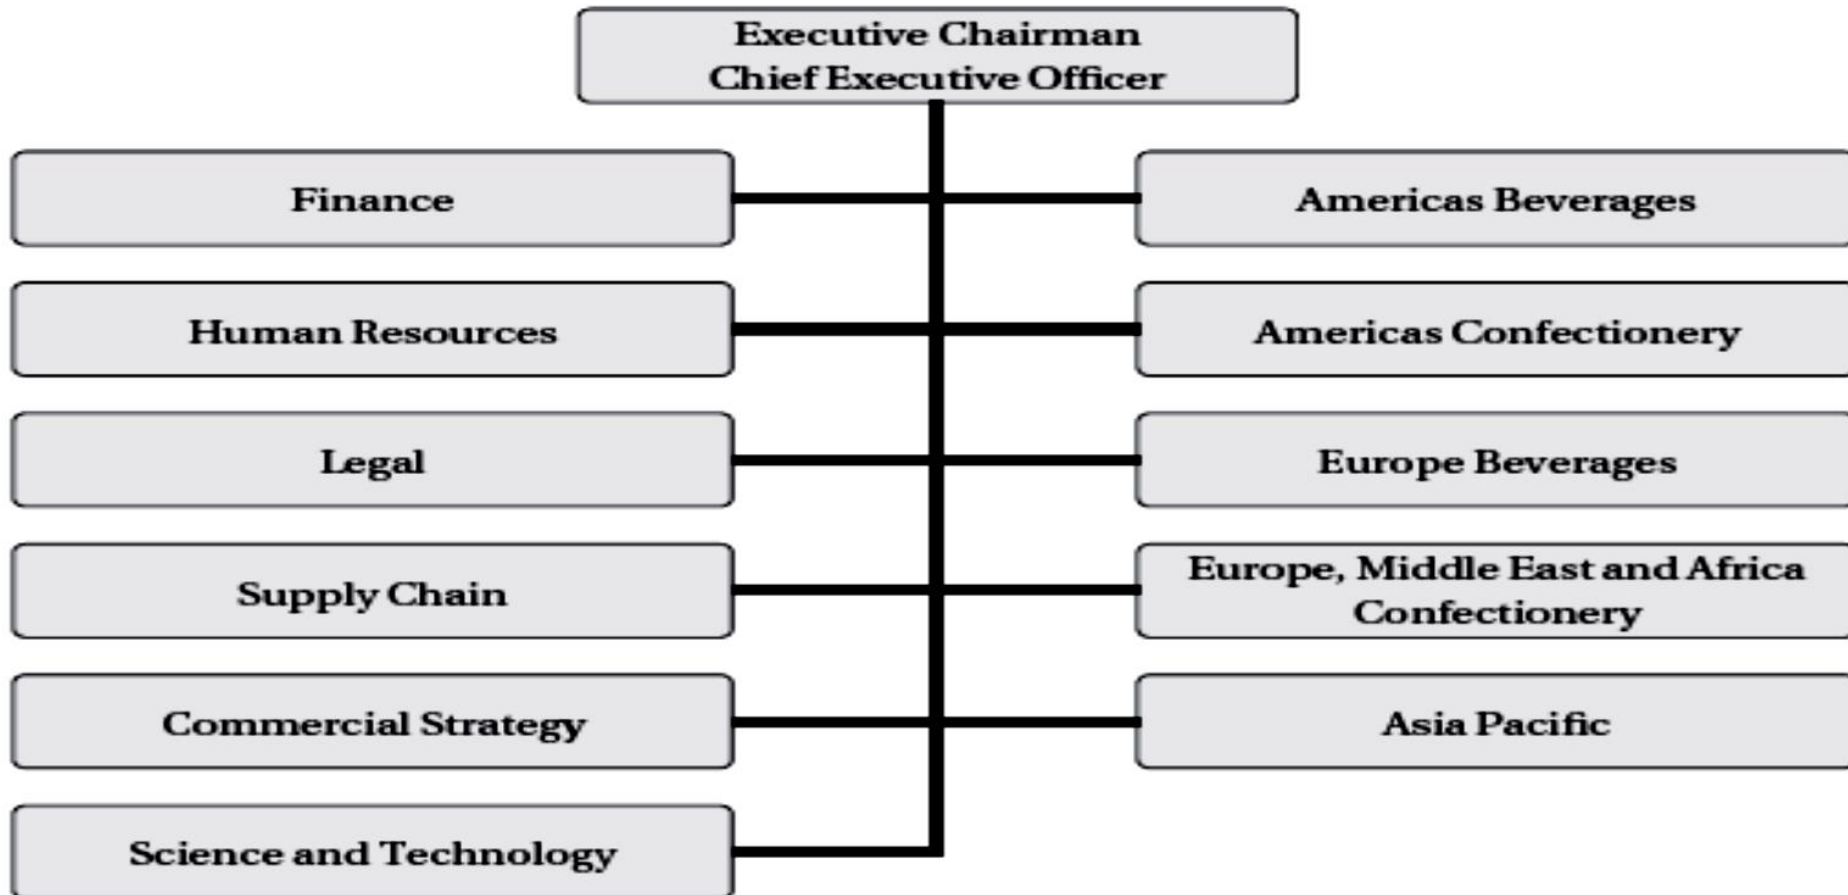 Executive Chairman
Chief Executive Officer
Finance
Americas Beverages
Human Resources
Americas Confectionery
Legal
Europe Beverages
Supply Chain
Europe, Middle East and Africa
Confectionery
Commercial Strategy
Asia Pacific
Science and Technology